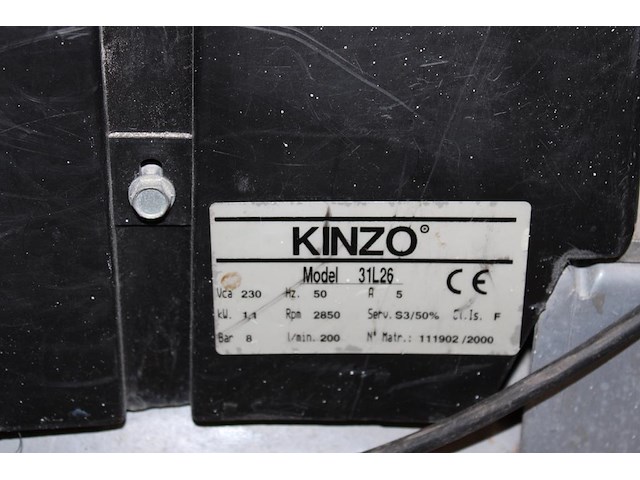 KINZO®
Model 31L26 CE
Vca 230 Hz. 50 A 5
kW. 1,1 Rpm 2850 Serv. S3/50% Cl.Is. F
Bar 8 l/min. 200 N° Matr.: 111902 /2000